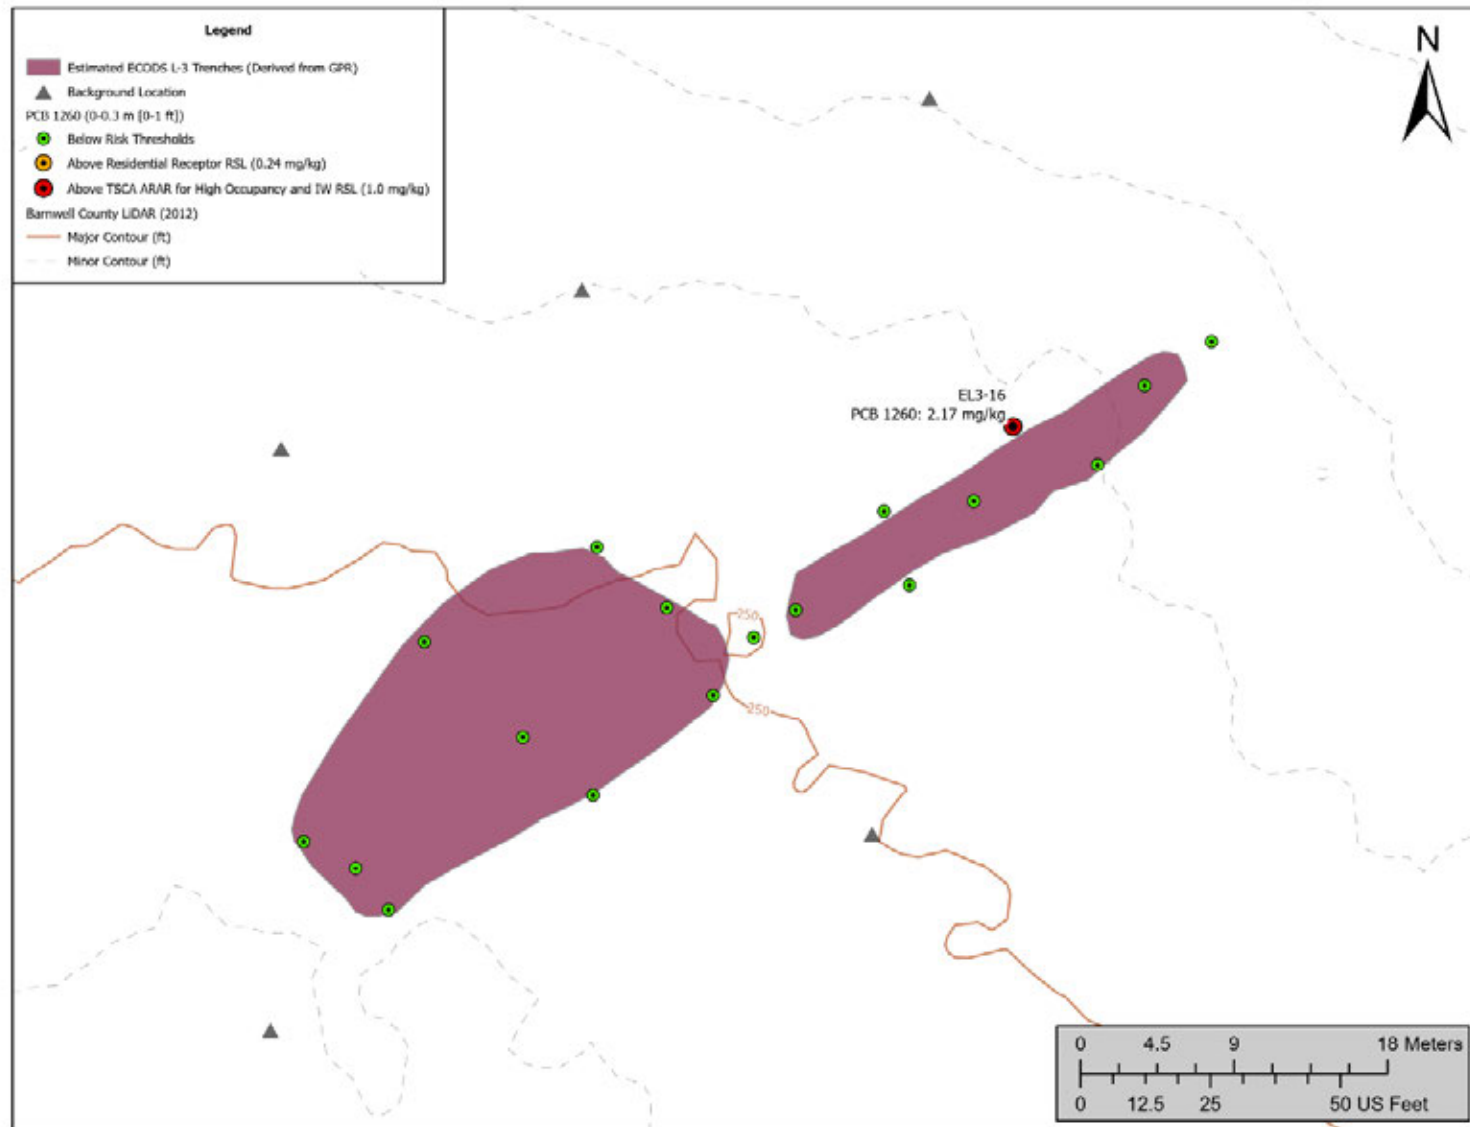 Legend
Estimated ECODS L-3 Trenches (Derived from GPR)
Background Location
PCB 1260 (0-0.3 m [0-1 ft])
Below Risk Thresholds
Above Residential Receptor RSL (0.24 mg/kg)
Above TSCA ARAR for High Occupancy and IW RSL (1.0 mg/kg)
Barnwell County LiDAR (2012)
Major Contour (ft)
Minor Contour (ft)
N
EL3-16
PCB 1260: 2.17 mg/kg
250
250
0 4.5 9 18 Meters
0 12.5 25 50 US Feet